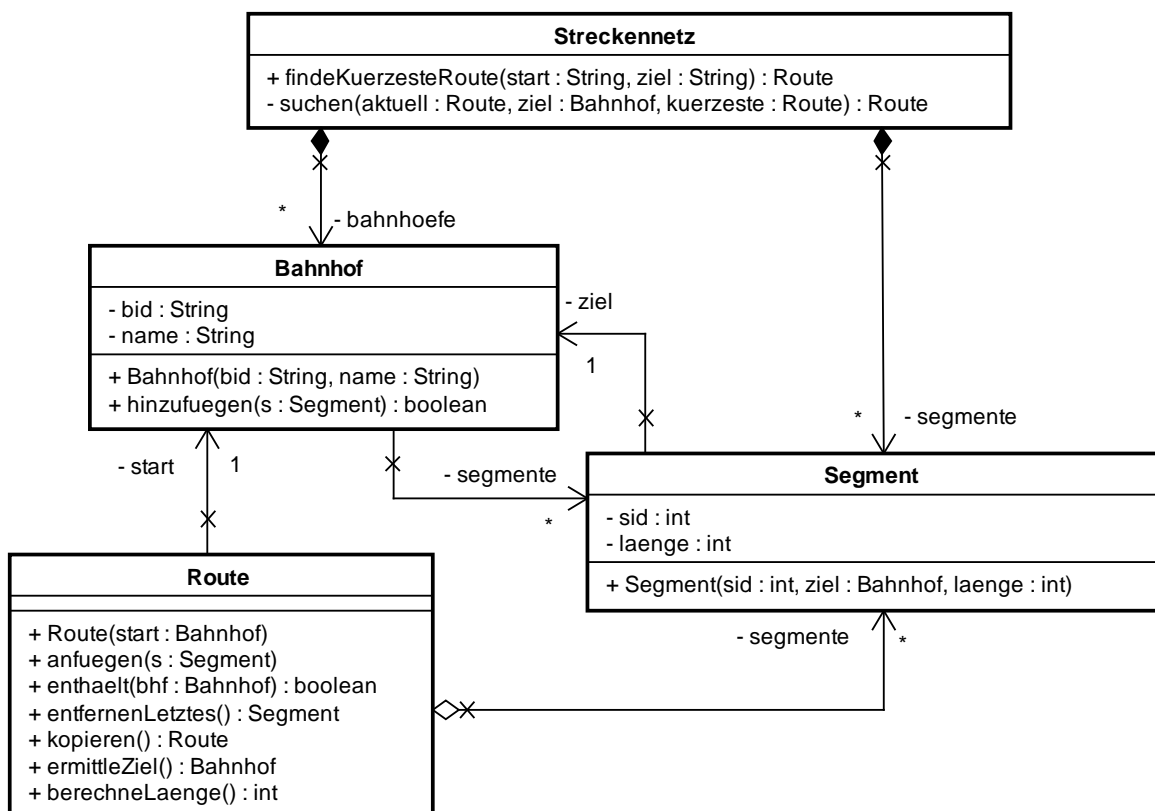 Streckennetz
+ findeKuerzesteRoute(start : String, ziel : String) : Route
- suchen(aktuell : Route, ziel : Bahnhof, kuerzeste : Route) : Route
*
- bahnhoefe
Bahnhof
- bid : String
- name : String
+ Bahnhof(bid : String, name : String)
+ hinzufuegen(s : Segment) : boolean
- ziel
1
* - segmente
- start 1
- segmente
*
Segment
- sid : int
- laenge : int
+ Segment(sid : int, ziel : Bahnhof, laenge : int)
Route
+ Route(start : Bahnhof)
+ anfuegen(s : Segment)
+ enthaelt(bhf : Bahnhof) : boolean
+ entfernenLetztes() : Segment
+ kopieren() : Route
+ ermittleZiel() : Bahnhof
+ berechneLaenge() : int
- segmente *